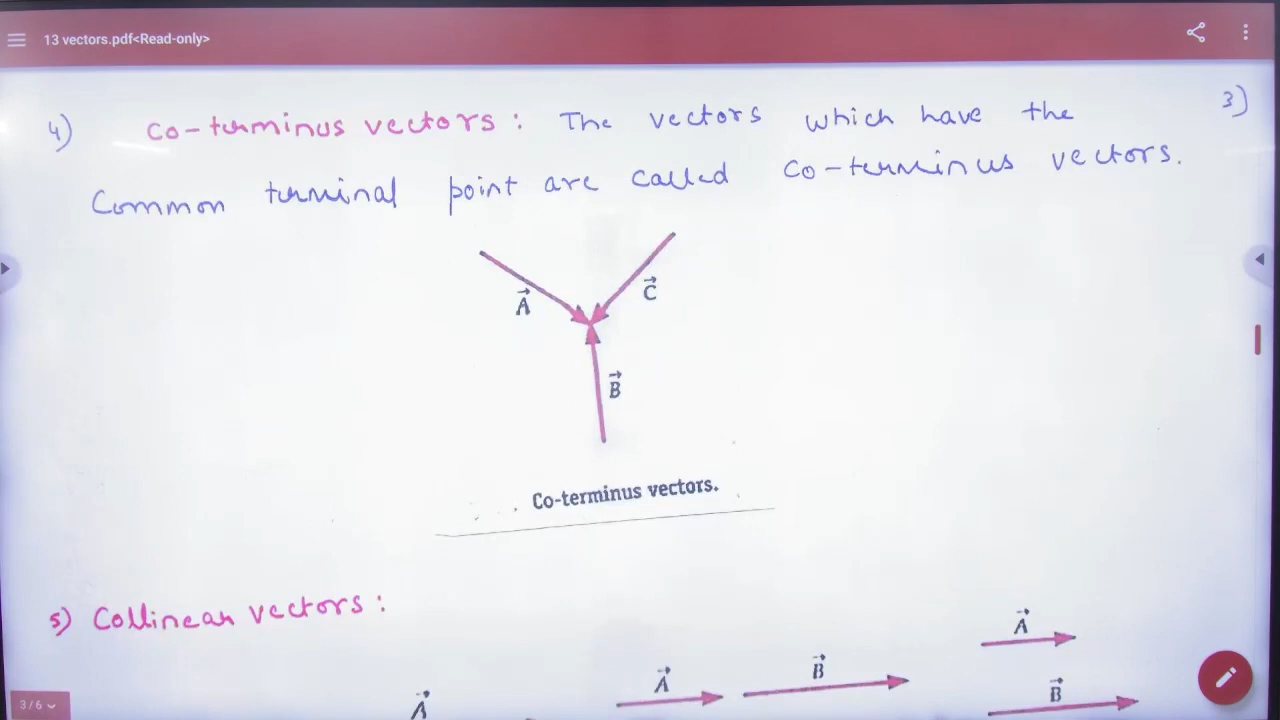 13 vectors.pdf<Read-only>
3)
4) Co-terminus vectors : The vectors which have the
Common terminal point are called Co-terminus vectors.
A
C
B
Co-terminus vectors.
5) Collinear vectors :
A
A
B
A
B
3/6